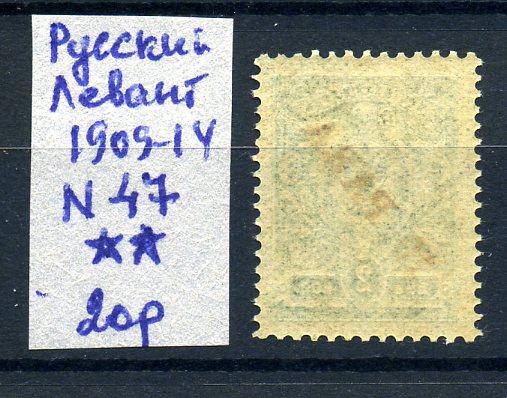 Русский
Левант
1909-14
N 47
**
20р